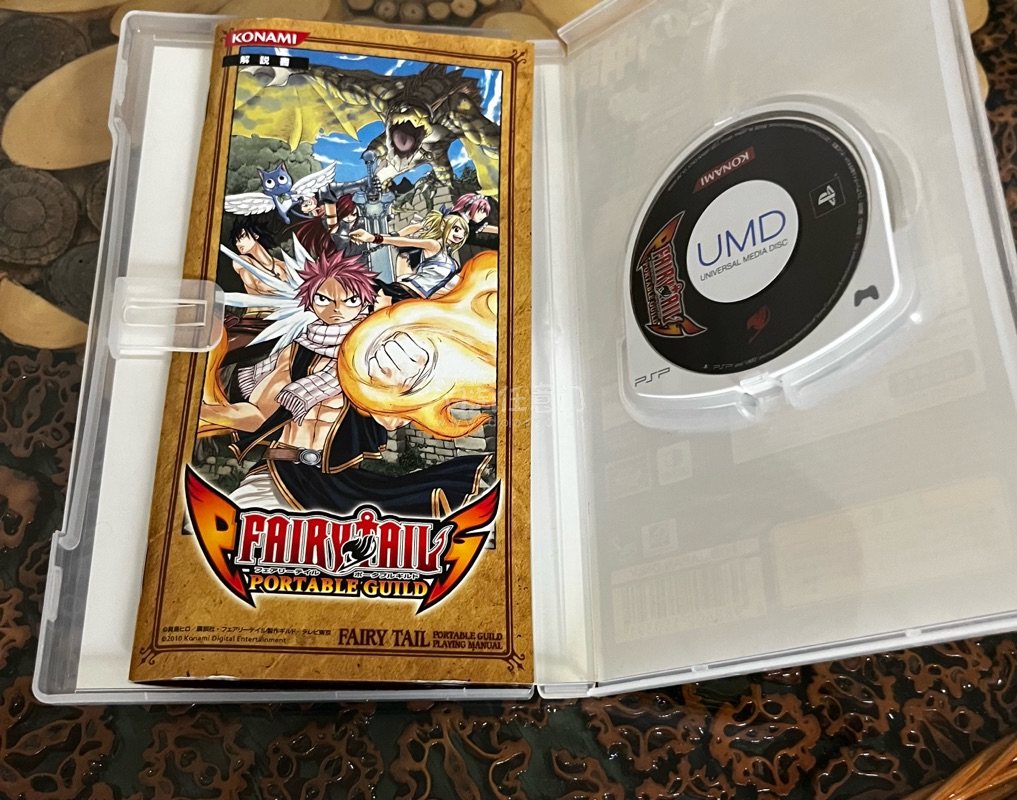 KONAMI
解説書
FAIRY TAIL
フェアリーテイル ポータブルギルド
PORTABLE GUILD
©真島ヒロ/講談社・フェアリーテイル製作ギルド/テレビ東京
©2010 Konami Digital Entertainment
FAIRY TAIL PORTABLE GUILD
PLAYING MANUAL
KONAMI
UMD
UNIVERSAL MEDIA DISC
FAIRY TAIL
PORTABLE GUILD
PSP